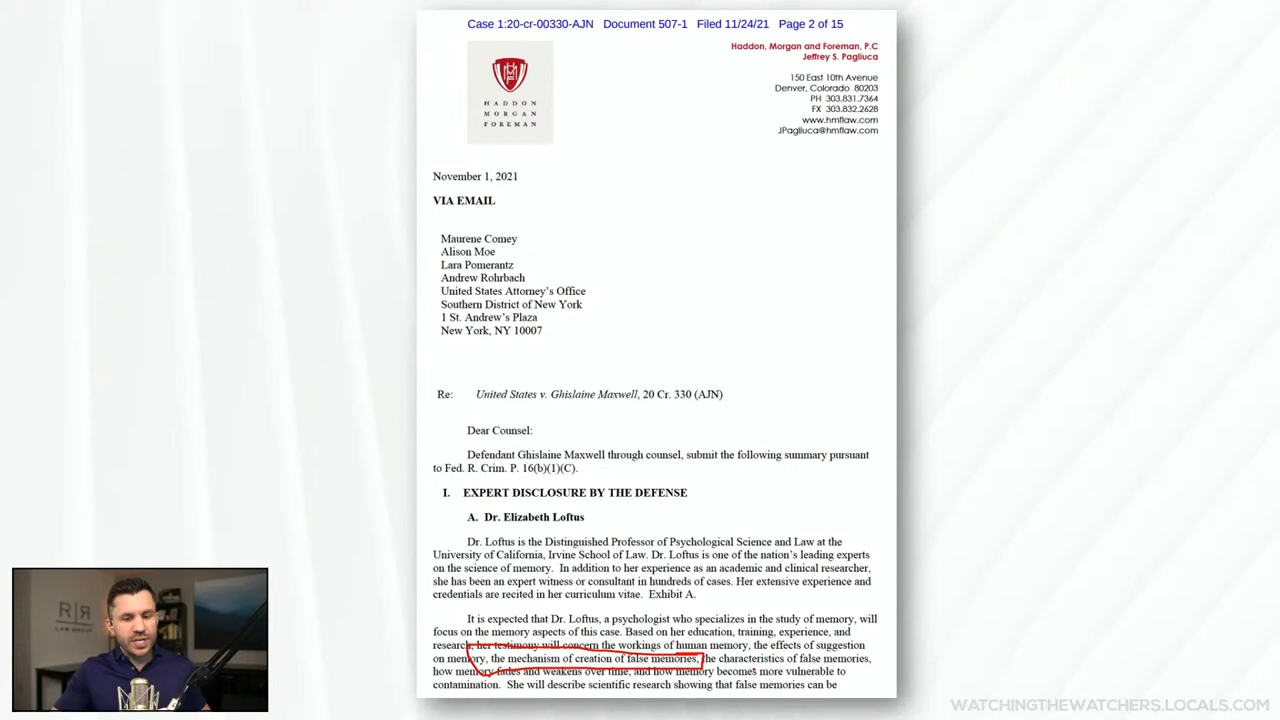 Case 1:20-cr-00330-AJN Document 507-1 Filed 11/24/21 Page 2 of 15
HADDON
MORGAN
FOREMAN
Haddon, Morgan and Foreman, P.C
Jeffrey S. Pagliuca
150 East 10th Avenue
Denver, Colorado 80203
PH 303.831.7364
FX 303.832.2628
www.hmflaw.com
JPagliuca@hmflaw.com
November 1, 2021
VIA EMAIL
Maurene Comey
Alison Moe
Lara Pomerantz
Andrew Rohrbach
United States Attorney's Office
Southern District of New York
1 St. Andrew's Plaza
New York, NY 10007
Re: United States v. Ghislaine Maxwell, 20 Cr. 330 (AJN)
Dear Counsel:
Defendant Ghislaine Maxwell through counsel, submit the following summary pursuant
to Fed. R. Crim. P. 16(b)(1)(C).
I. EXPERT DISCLOSURE BY THE DEFENSE
A. Dr. Elizabeth Loftus
Dr. Loftus is the Distinguished Professor of Psychological Science and Law at the
University of California, Irvine School of Law. Dr. Loftus is one of the nation's leading experts
on the science of memory. In addition to her experience as an academic and clinical researcher,
she has been an expert witness or consultant in hundreds of cases. Her extensive experience and
credentials are recited in her curriculum vitae. Exhibit A.
It is expected that Dr. Loftus, a psychologist who specializes in the study of memory, will
focus on the memory aspects of this case. Based on her education, training, experience, and
research, her testimony will concern the workings of human memory, the effects of suggestion
on memory, the mechanism of creation of false memories, the characteristics of false memories,
how memory fades and weakens over time, and how memory becomes more vulnerable to
contamination. She will describe scientific research showing that false memories can be
R|R
LAW GROUP
WATCHINGTHEWATCHERS.LOCALS.COM